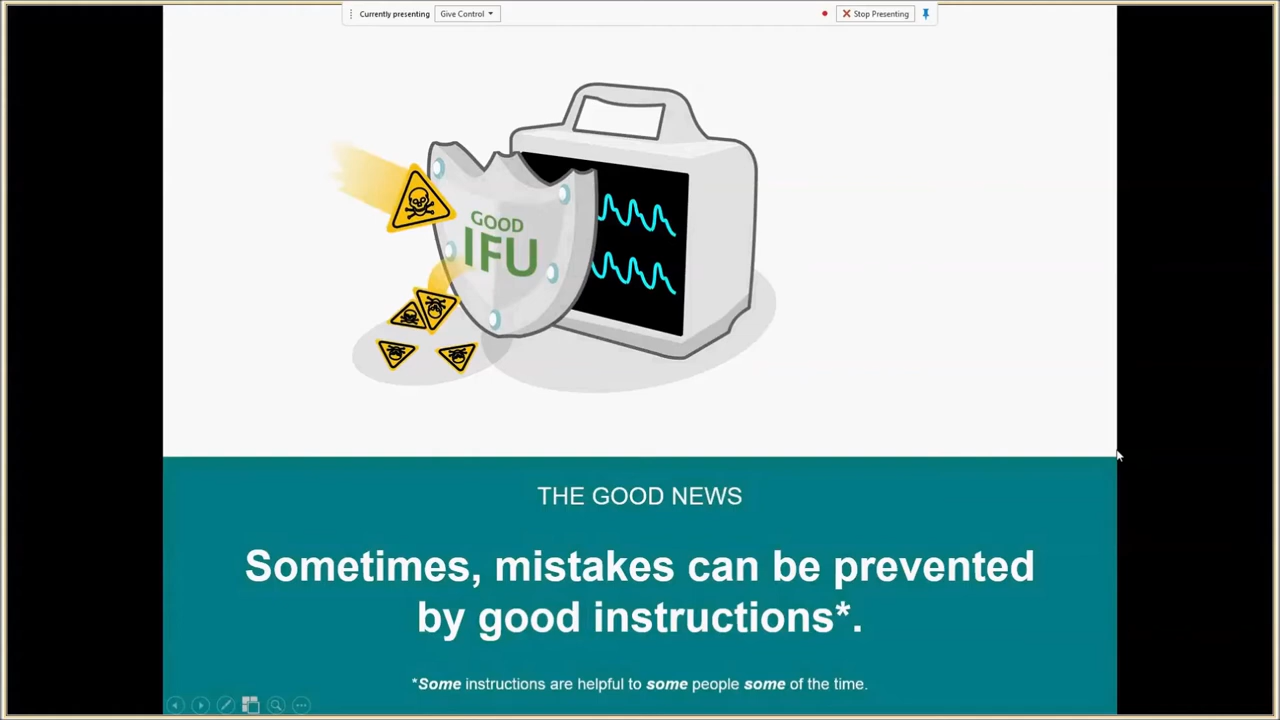 Currently presenting
Give Control
Stop Presenting
GOOD
IFU
THE GOOD NEWS
Sometimes, mistakes can be prevented
by good instructions*.
*Some instructions are helpful to some people some of the time.